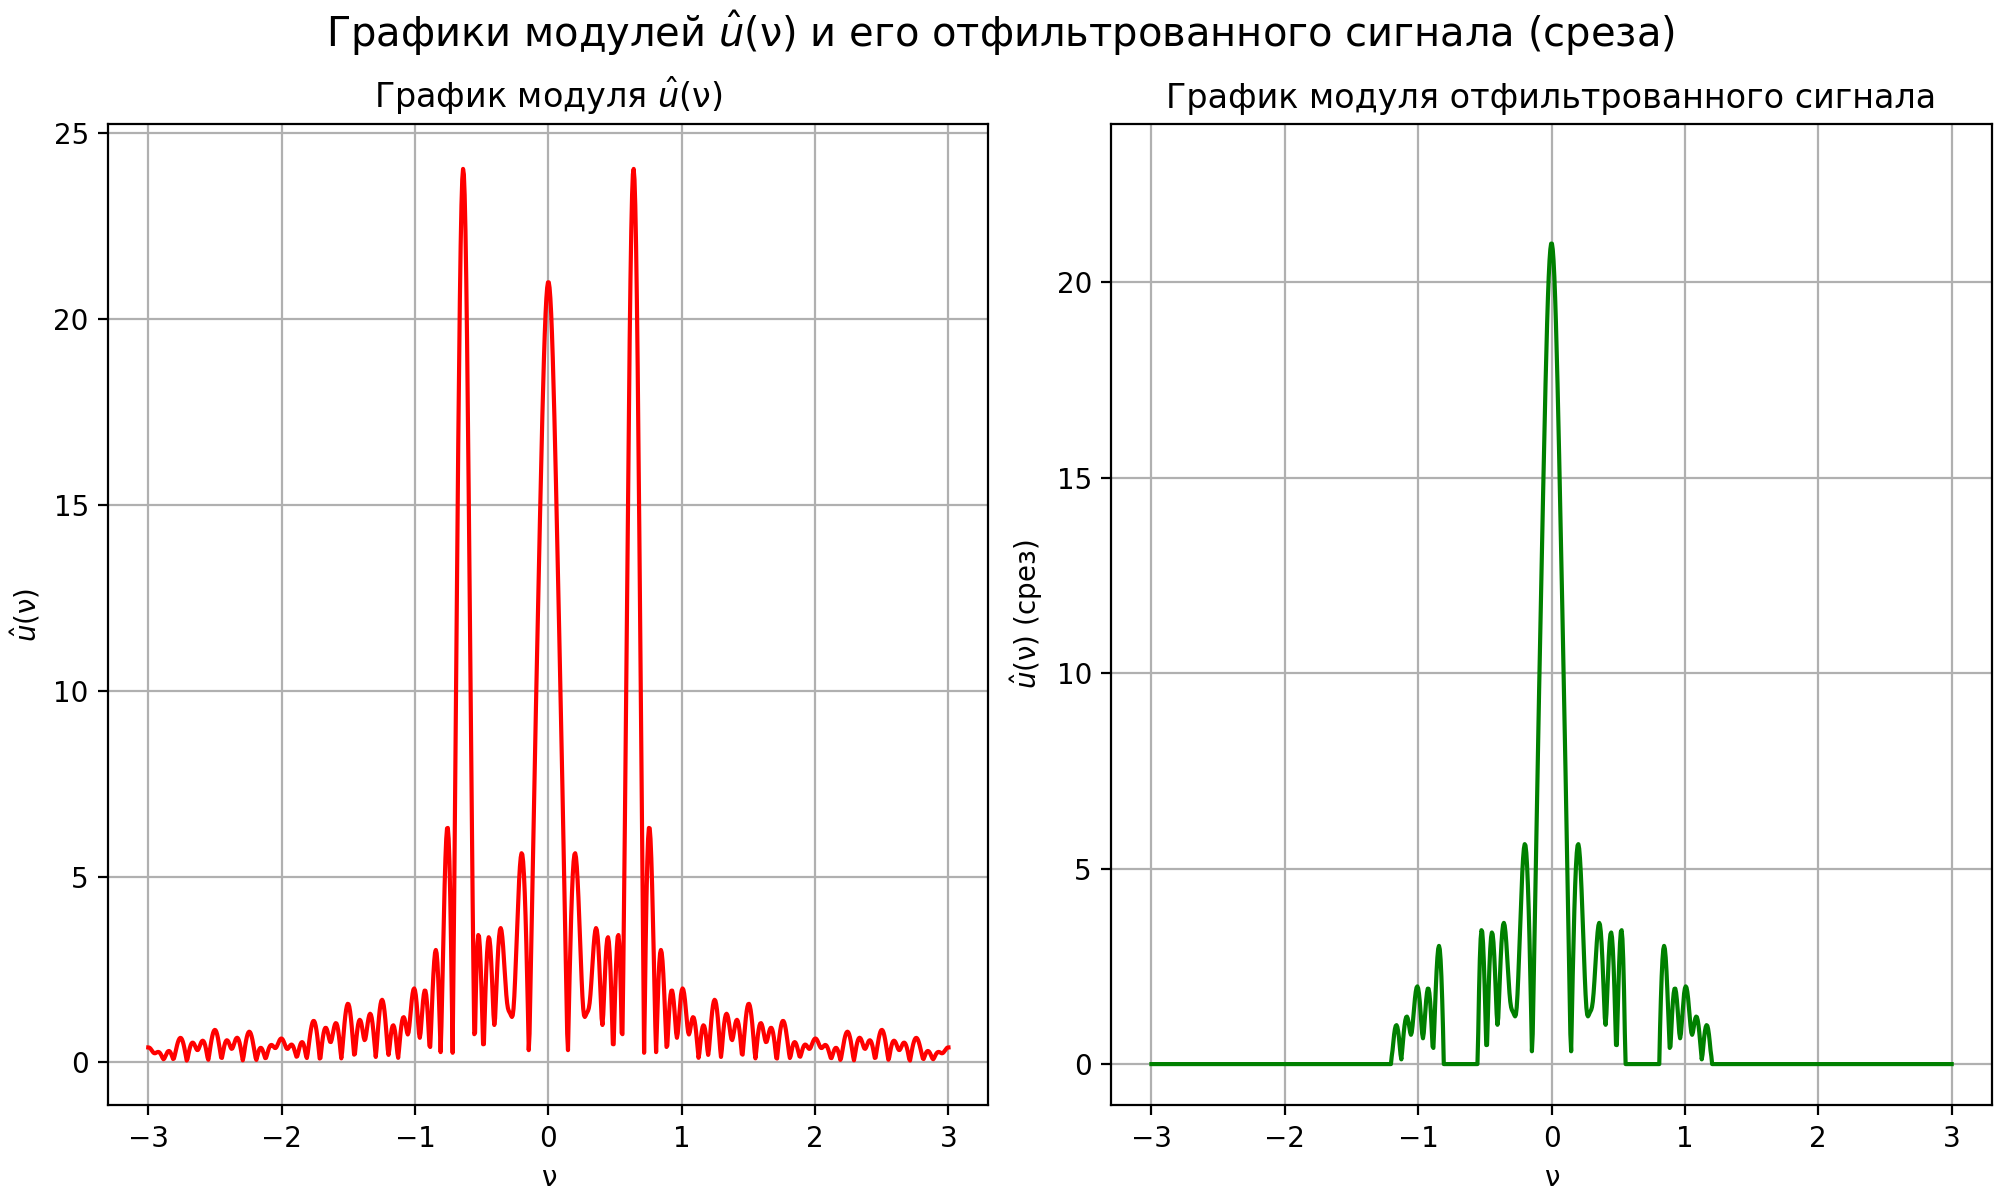 Графики модулей û(ν) и его отфильтрованного сигнала (среза)
График модуля û(ν)
25
20
15
10
5
0
û(ν)
−3 −2 −1 0 1 2 3
ν
График модуля отфильтрованного сигнала
20
15
10
5
0
û(ν) (срез)
−3 −2 −1 0 1 2 3
ν